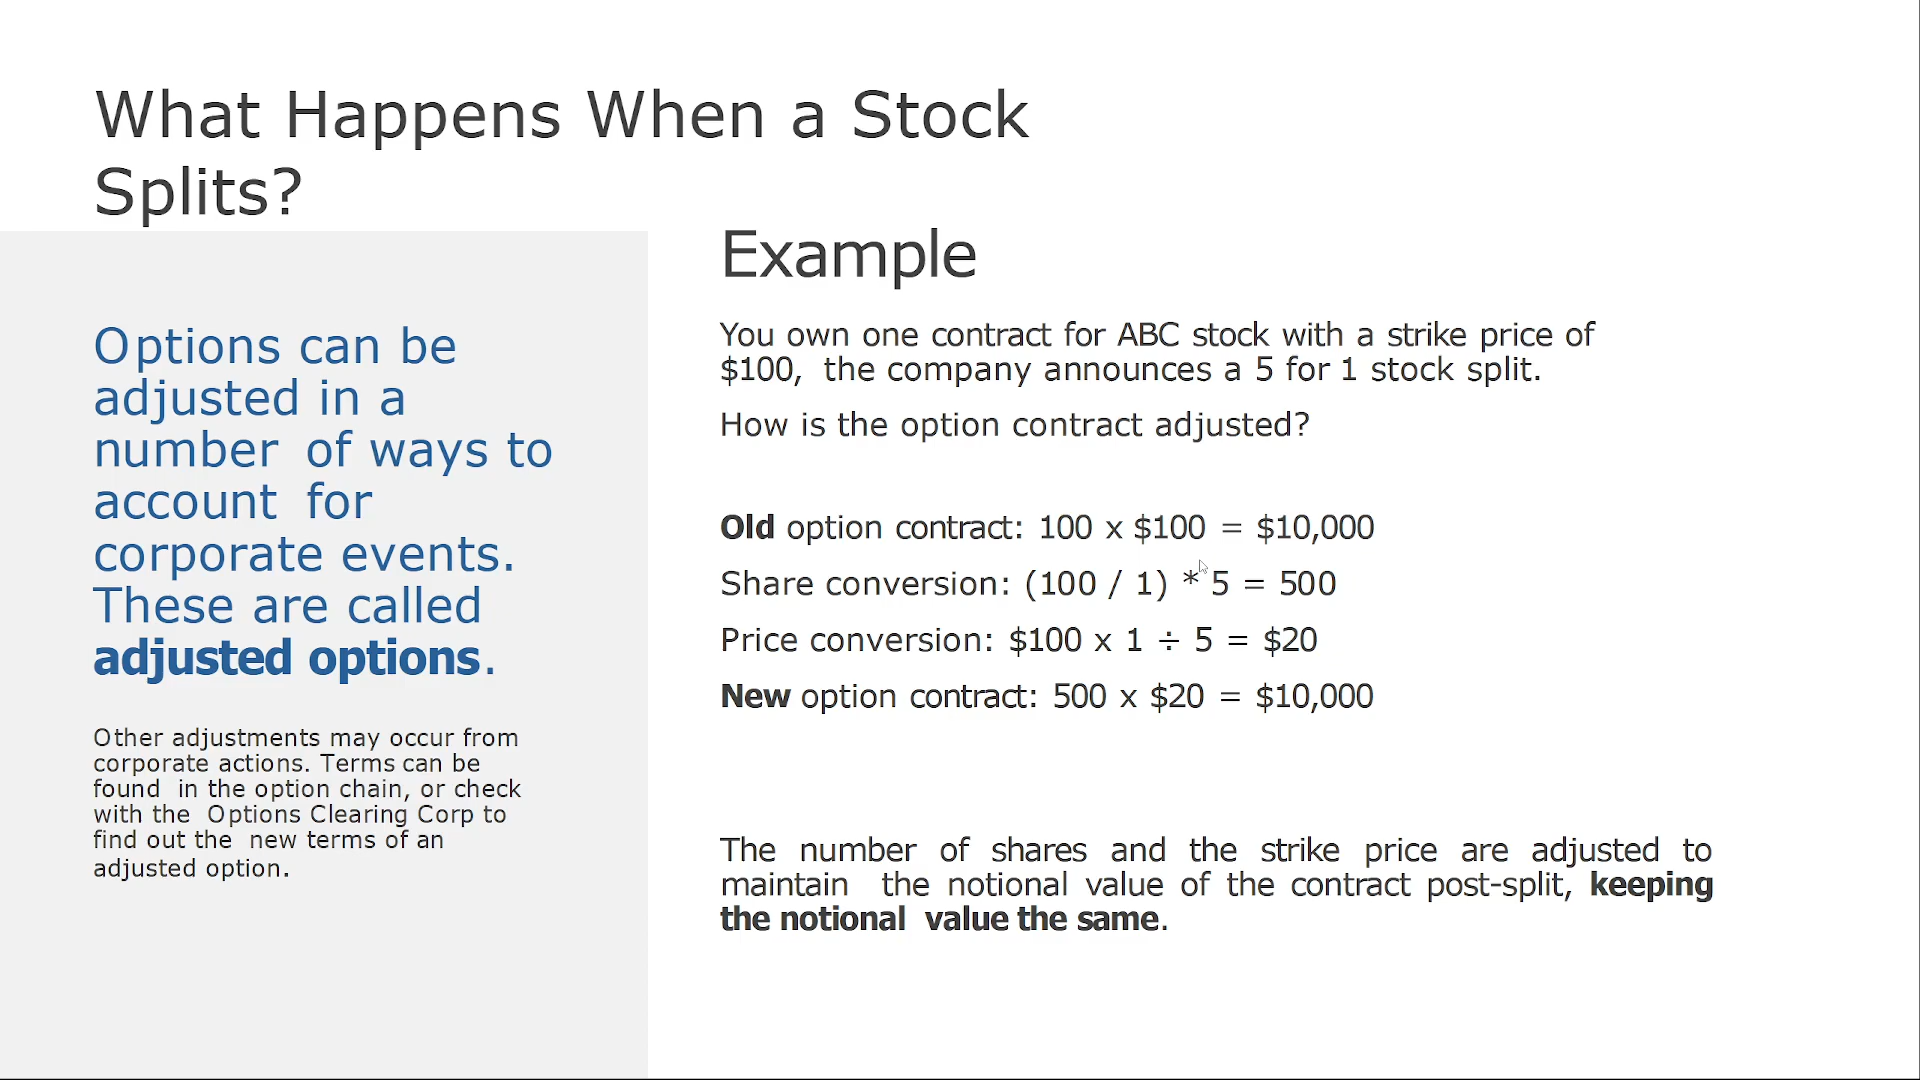 What Happens When a Stock
Splits?
Options can be
adjusted in a
number of ways to
account for
corporate events.
These are called
adjusted options.
Other adjustments may occur from
corporate actions. Terms can be
found in the option chain, or check
with the Options Clearing Corp to
find out the new terms of an
adjusted option.
Example
You own one contract for ABC stock with a strike price of
$100, the company announces a 5 for 1 stock split.
How is the option contract adjusted?
Old option contract: 100 x $100 = $10,000
Share conversion: (100 / 1) * 5 = 500
Price conversion: $100 x 1 ÷ 5 = $20
New option contract: 500 x $20 = $10,000
The number of shares and the strike price are adjusted to
maintain the notional value of the contract post-split, keeping
the notional value the same.